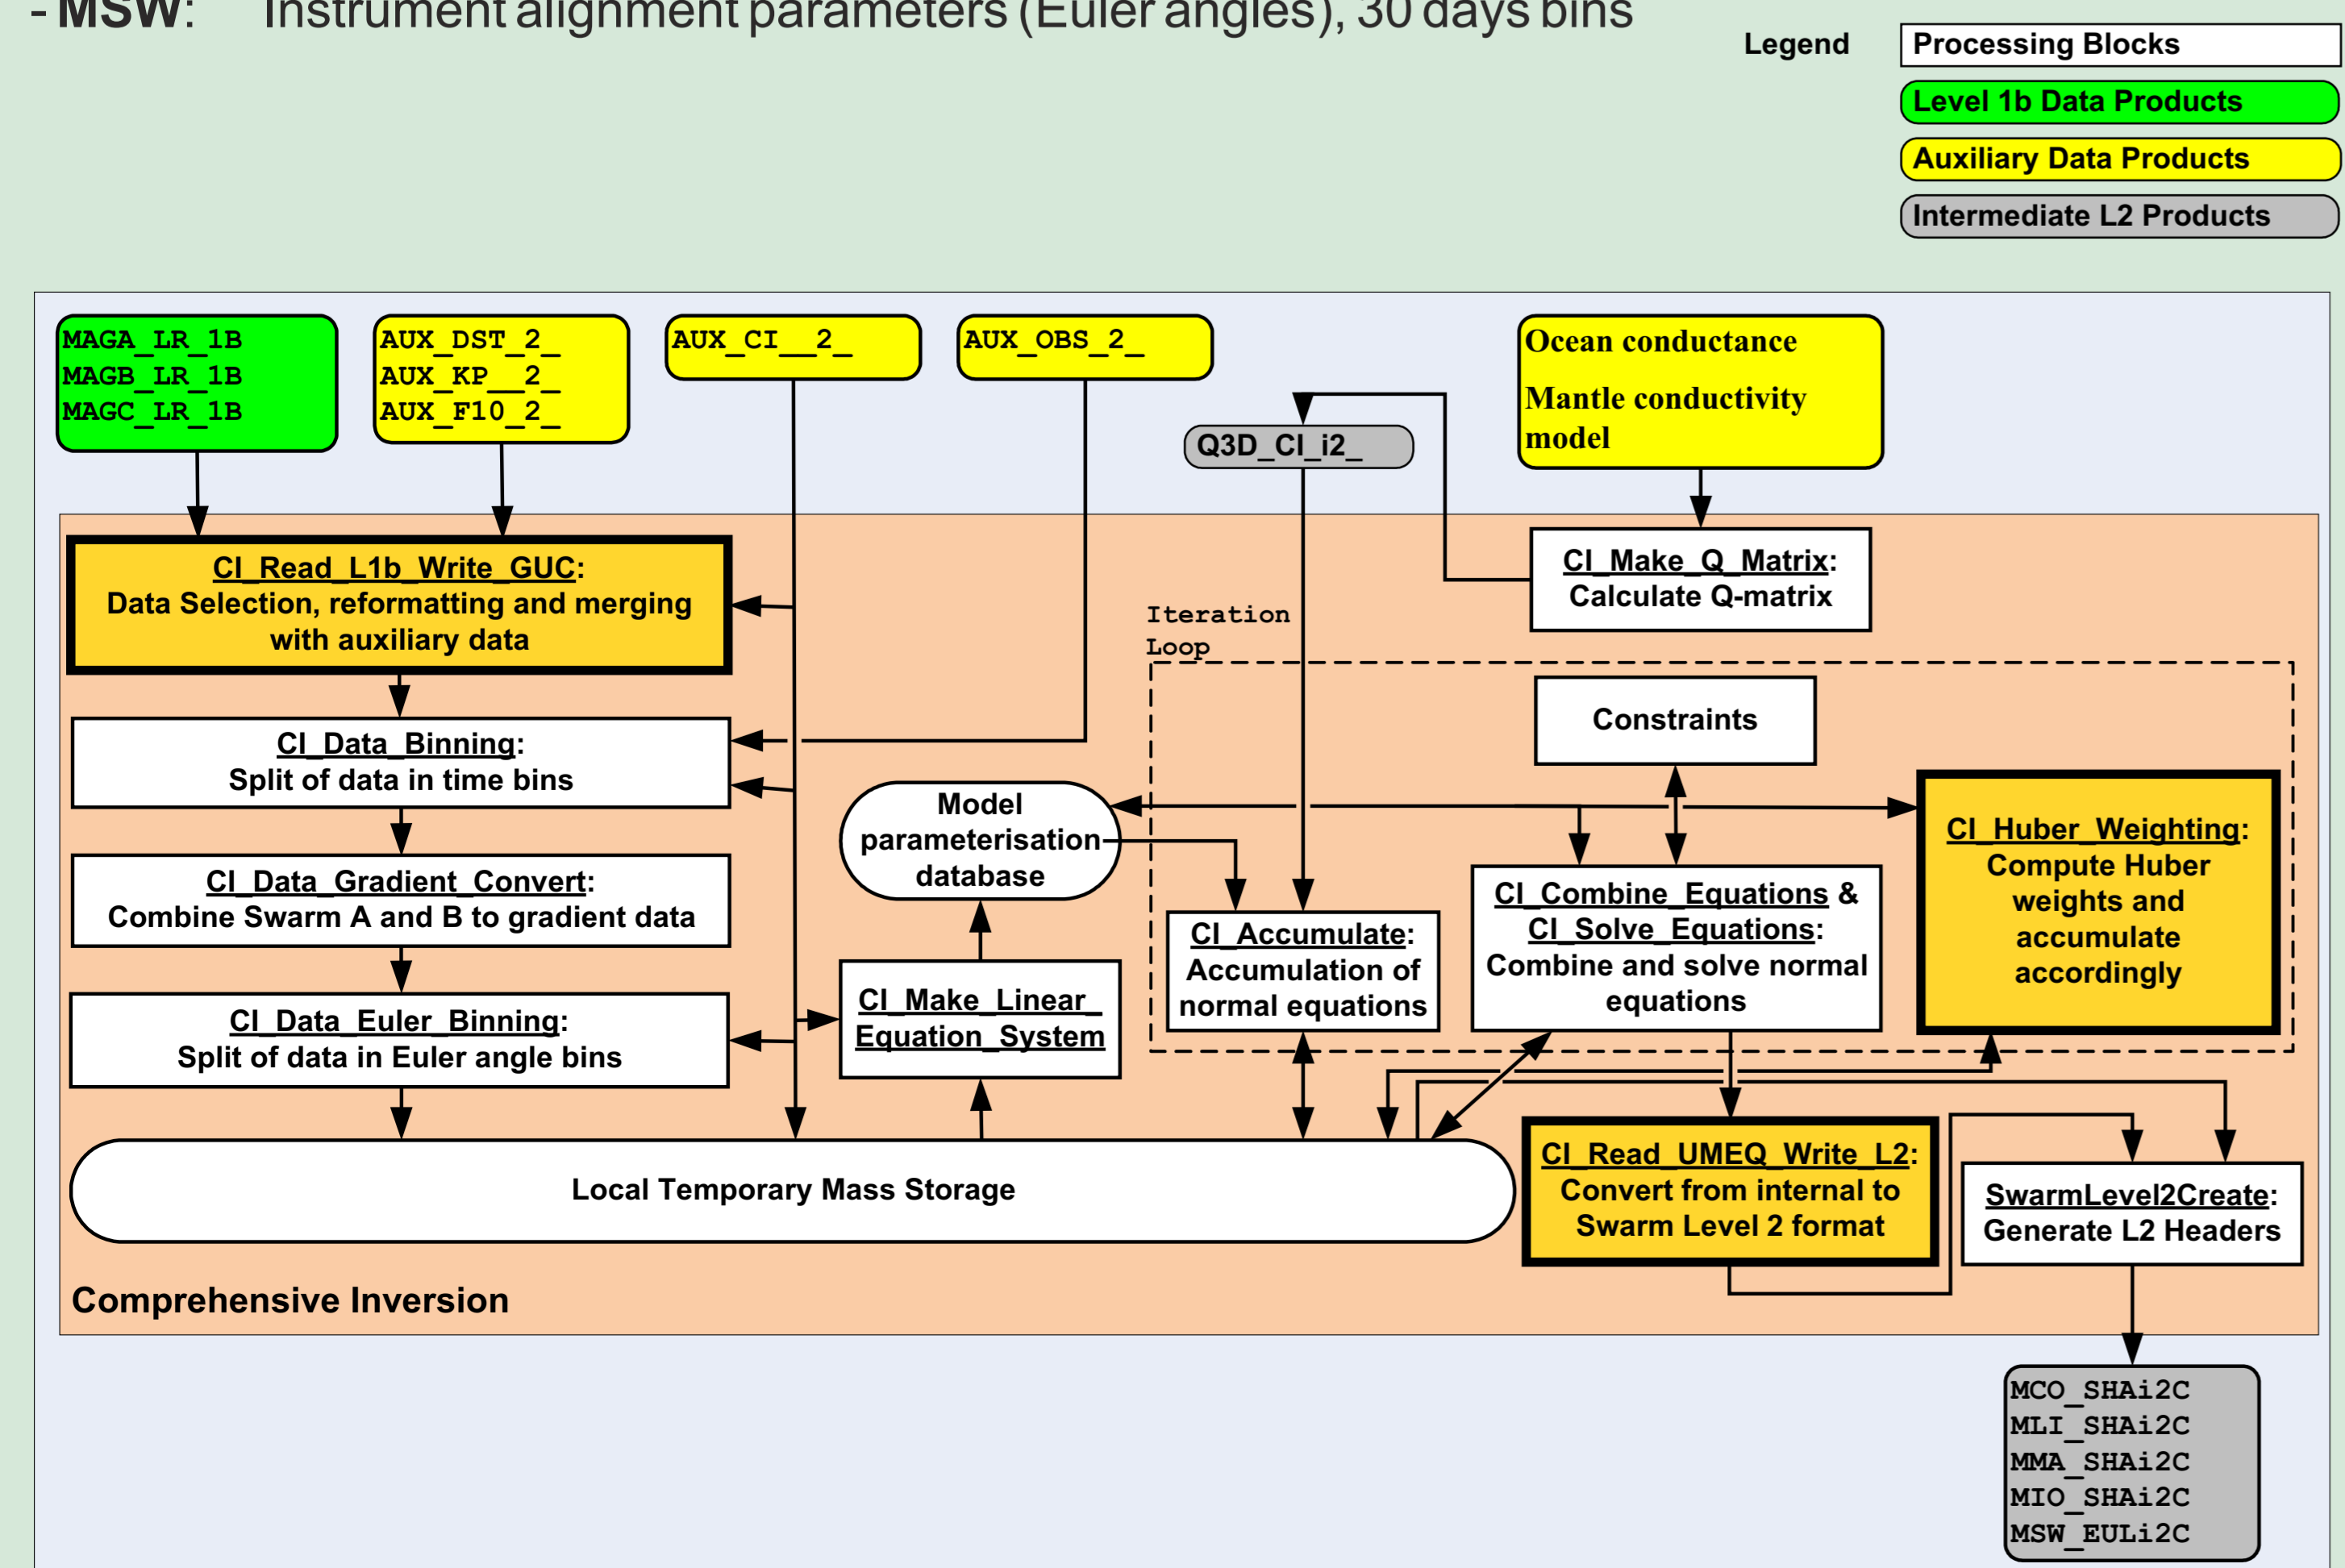 - MSW: Instrument alignment parameters (Euler angles), 30 days bins
Legend
Processing Blocks
Level 1b Data Products
Auxiliary Data Products
Intermediate L2 Products
MAGA_LR_1B
MAGB_LR_1B
MAGC_LR_1B
AUX_DST_2_
AUX_KP__2_
AUX_F10_2_
AUX_CI__2_
AUX_OBS_2_
Q3D_CI_i2_
Ocean conductance
Mantle conductivity
model
CI_Read_L1b_Write_GUC:
Data Selection, reformatting and merging
with auxiliary data
CI_Make_Q_Matrix:
Calculate Q-matrix
Iteration
Loop
Constraints
CI_Data_Binning:
Split of data in time bins
Model
parameterisation
database
CI_Huber_Weighting:
Compute Huber
weights and
accumulate
accordingly
CI_Data_Gradient_Convert:
Combine Swarm A and B to gradient data
CI_Accumulate:
Accumulation of
normal equations
CI_Combine_Equations &
CI_Solve_Equations:
Combine and solve normal
equations
CI_Data_Euler_Binning:
Split of data in Euler angle bins
CI_Make_Linear_
Equation_System
Local Temporary Mass Storage
CI_Read_UMEQ_Write_L2:
Convert from internal to
Swarm Level 2 format
SwarmLevel2Create:
Generate L2 Headers
Comprehensive Inversion
MCO_SHAi2C
MLI_SHAi2C
MMA_SHAi2C
MIO_SHAi2C
MSW_EULi2C